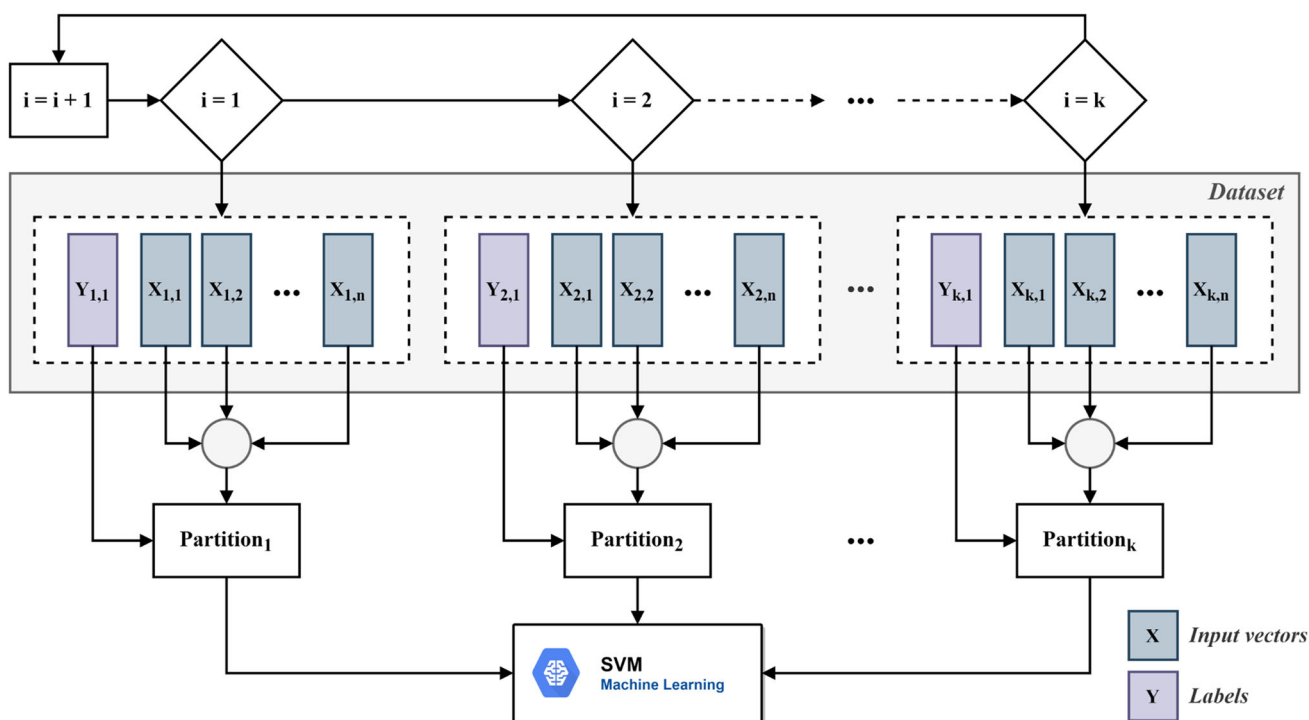 i = i + 1
i = 1
i = 2
...
i = k
Dataset
Y1,1
X1,1
X1,2
...
X1,n
Y2,1
X2,1
X2,2
...
X2,n
...
Yk,1
Xk,1
Xk,2
...
Xk,n
Partition1
Partition2
...
Partitionk
SVM
Machine Learning
X Input vectors
Y Labels